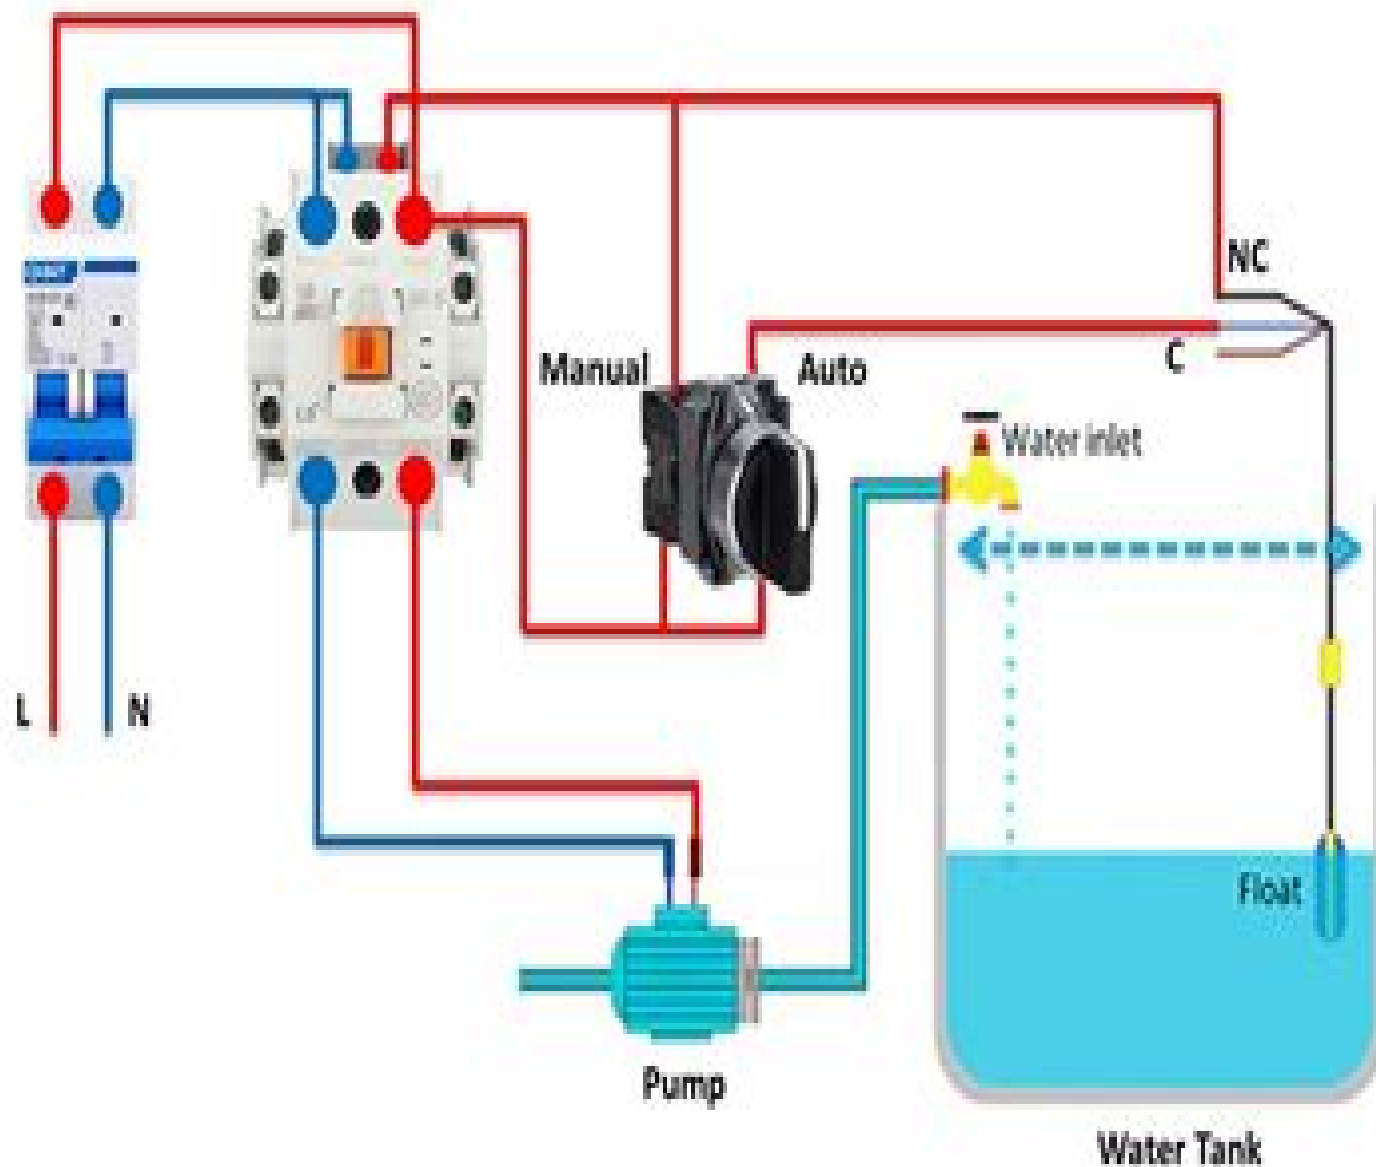 NC
Manual
Auto
C
Water inlet
L
N
Float
Pump
Water Tank